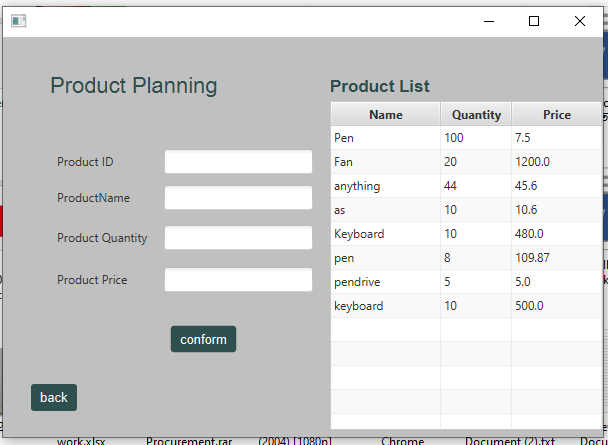 Product Planning
Product List
Name Quantity Price
Pen 100 7.5
Fan 20 1200.0
anything 44 45.6
as 10 10.6
Keyboard 10 480.0
pen 8 109.87
pendrive 5 5.0
keyboard 10 500.0
Product ID
ProductName
Product Quantity
Product Price
conform
back
work.xlsx Procurement.rar (2004) [1080p] Chrome Document (2).txt